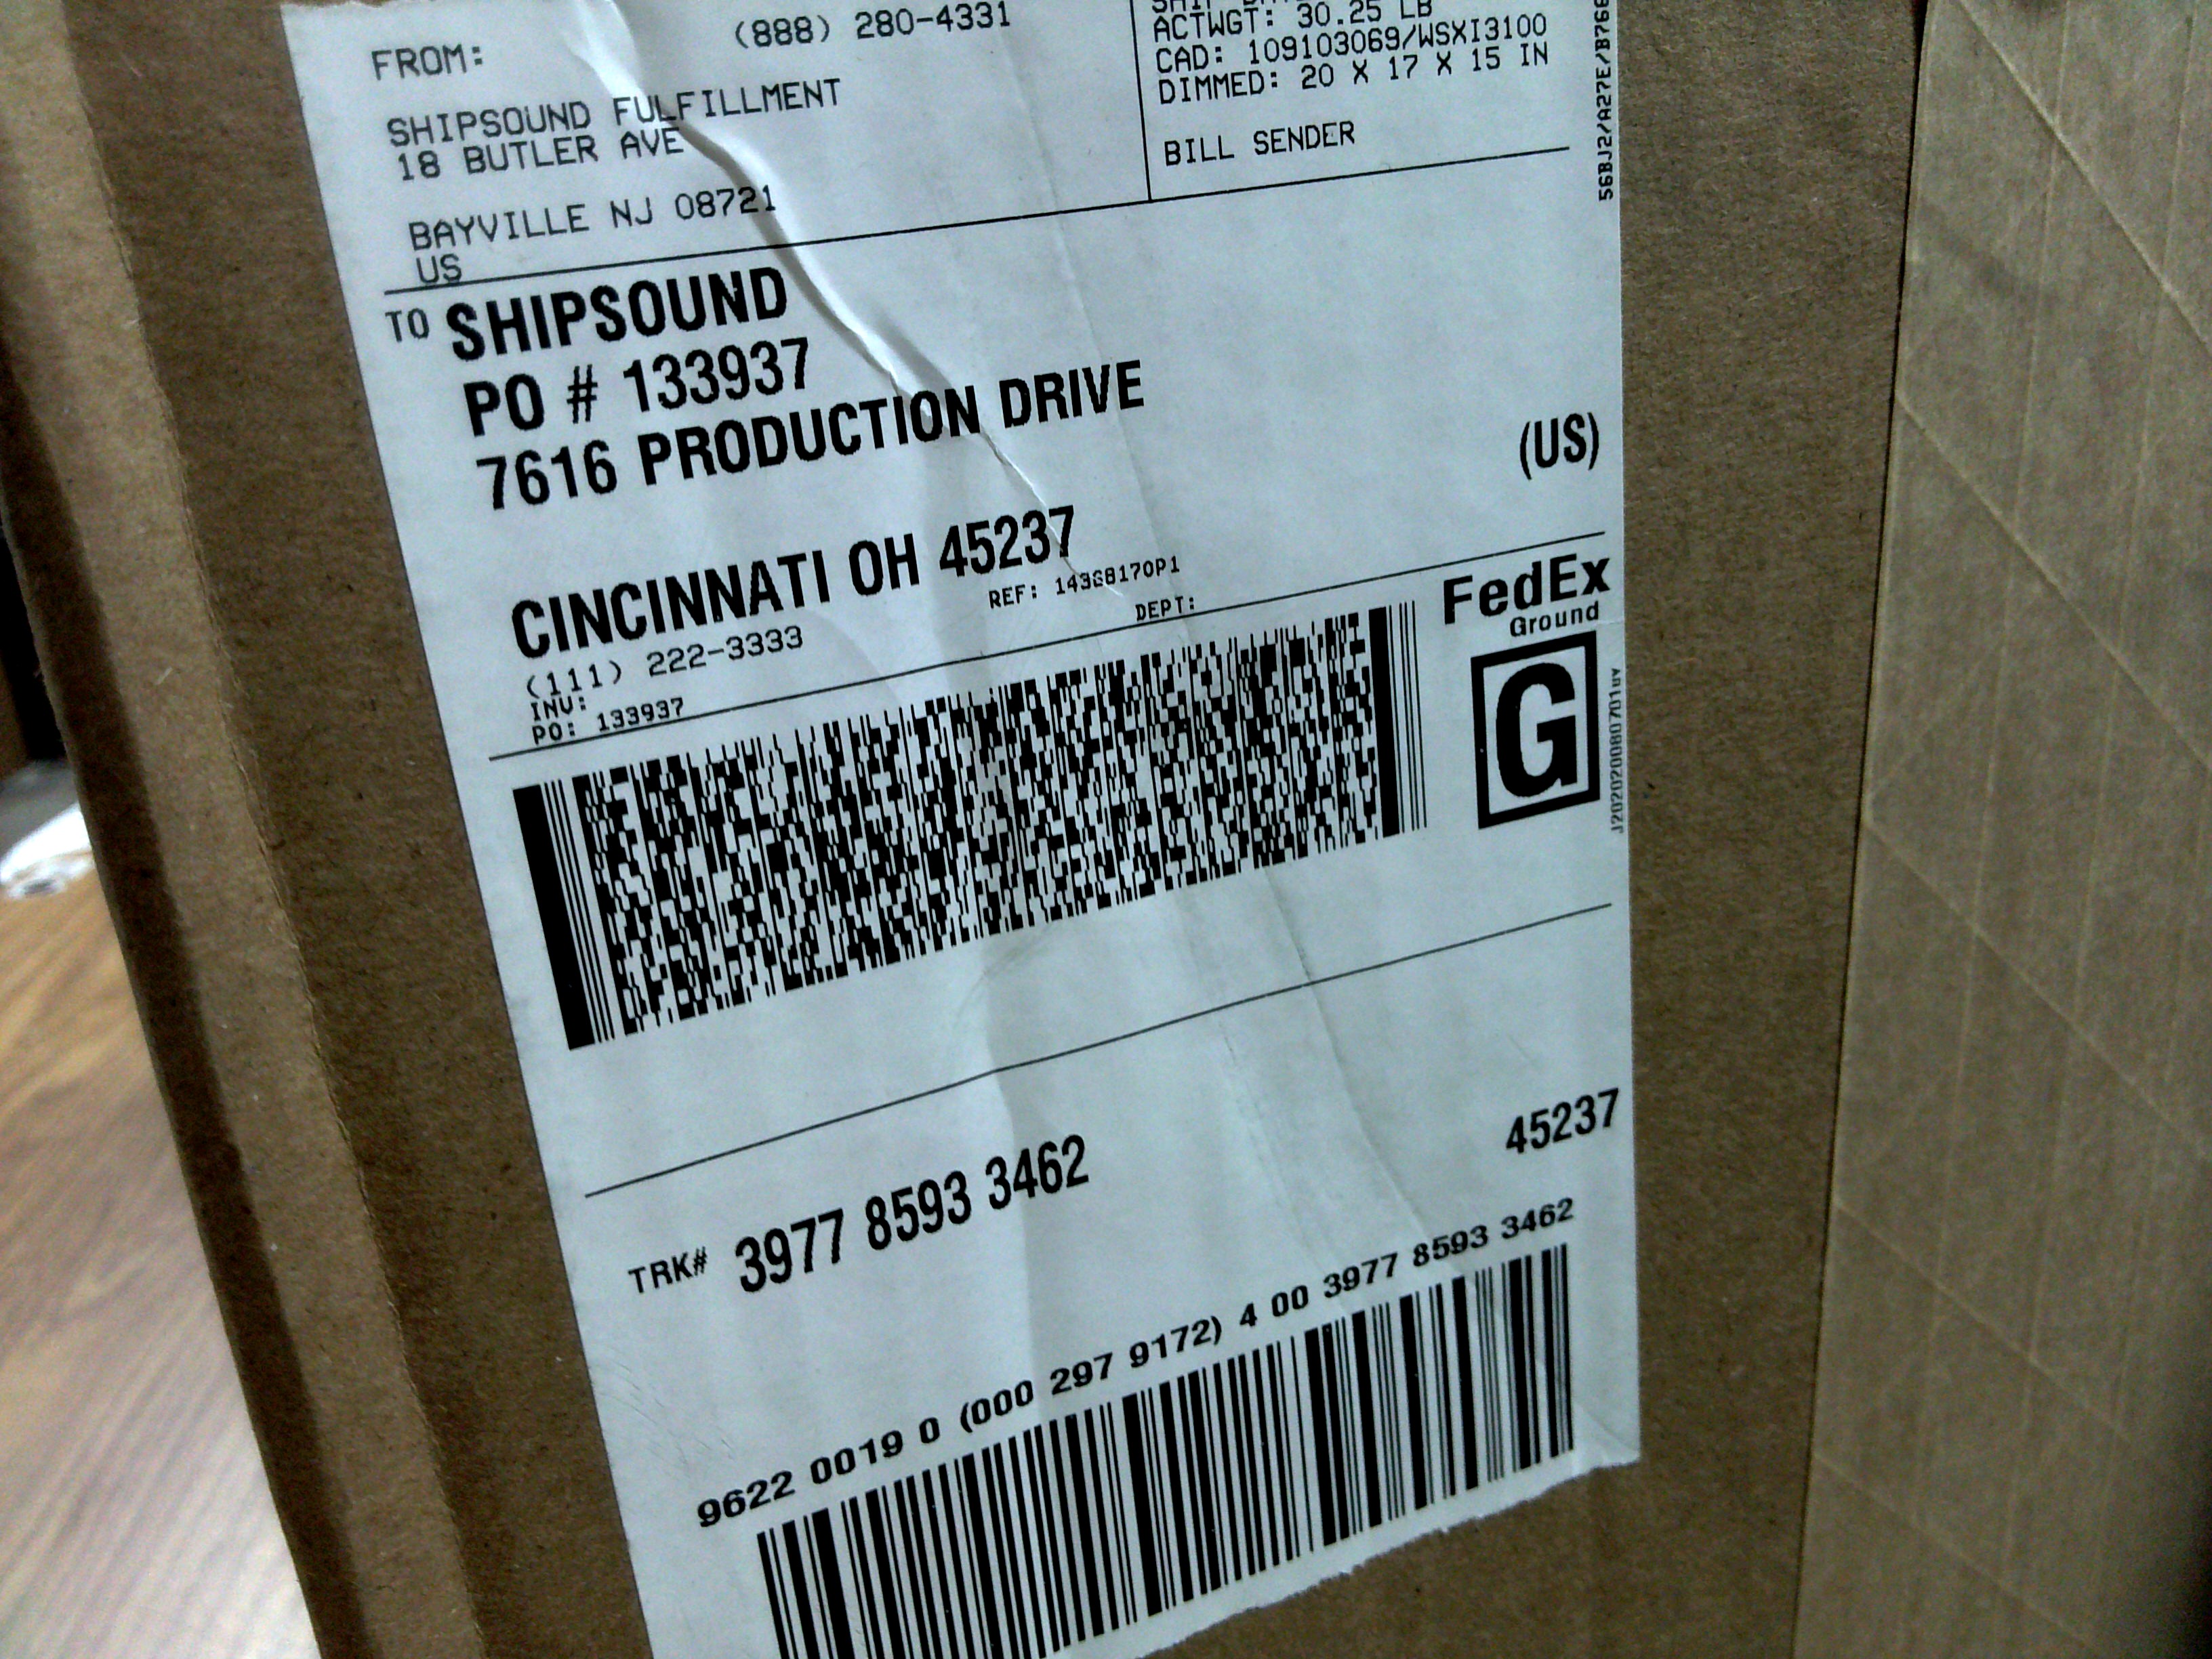 FROM:
(888) 280-4331
SHIPSOUND FULFILLMENT
18 BUTLER AVE
BAYVILLE NJ 08721
US
ACTWGT: 30.25 LB
CAD: 109103069/WSXI3100
DIMMED: 20 X 17 X 15 IN
BILL SENDER
TO SHIPSOUND
PO # 133937
7616 PRODUCTION DRIVE
(US)
CINCINNATI OH 45237
(111) 222-3333
REF:
INV:
PO: 133937
DEPT:
FedEx
Ground
G
J202020080701uv
TRK# 3977 8593 3462
45237
9622 0019 0 (000 297 9172) 4 00 3977 8593 3462